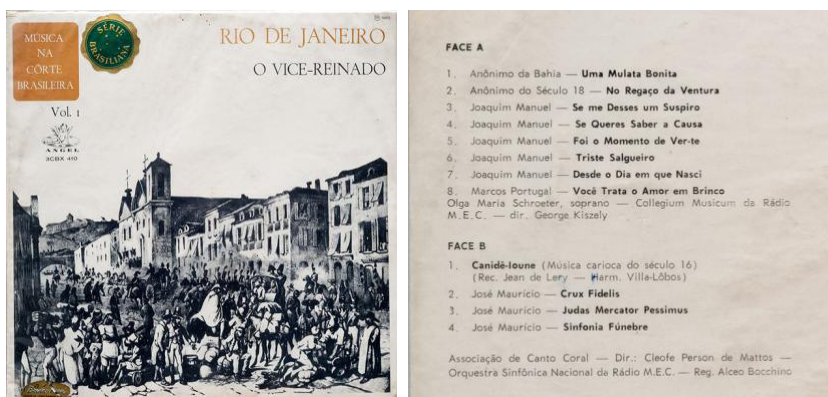 MÚSICA
NA
CÔRTE
BRASILEIRA
SÉRIE
BRASILIANA
RIO DE JANEIRO
O VICE-REINADO
Vol. 1
ANGEL
3CBX 410
FACE A
1. Anônimo da Bahia — Uma Mulata Bonita
2. Anônimo do Século 18 — No Regaço da Ventura
3. Joaquim Manuel — Se me Desses um Suspiro
4. Joaquim Manuel — Se Queres Saber a Causa
5. Joaquim Manuel — Foi o Momento de Ver-te
6. Joaquim Manuel — Triste Salgueiro
7. Joaquim Manuel — Desde o Dia em que Nasci
8. Marcos Portugal — Você Trata o Amor em Brinco
Olga Maria Schroeter, soprano — Collegium Musicum da Rádio
M.E.C. — dir. George Kiszely
FACE B
1. Canidê-Ioune (Música carioca do século 16)
(Rec. Jean de Lery — Harm. Villa-Lôbos)
2. José Maurício — Crux Fidelis
3. José Maurício — Judas Mercator Pessimus
4. José Maurício — Sinfonia Fúnebre
Associação de Canto Coral — Dir.: Cleofe Person de Mattos —
Orquestra Sinfônica Nacional da Rádio M.E.C. — Reg. Alceo Bocchino